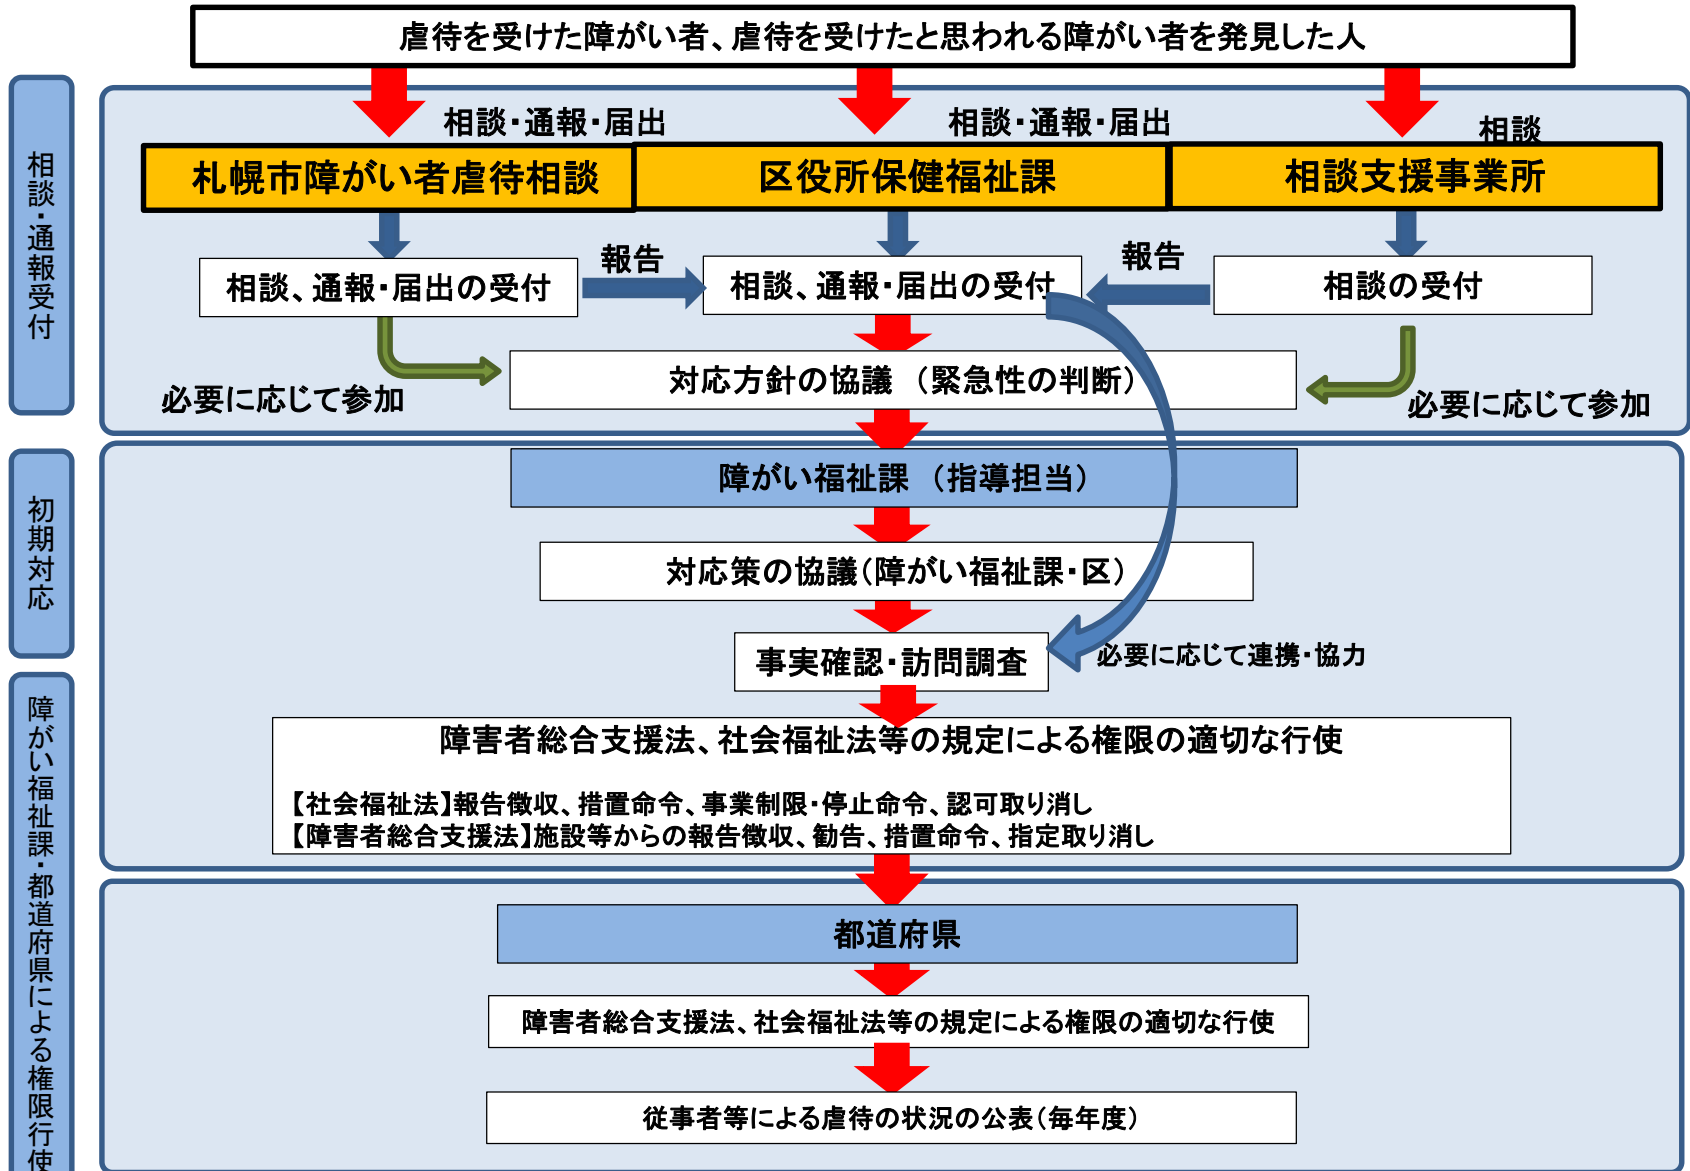 虐待を受けた障がい者、虐待を受けたと思われる障がい者を発見した人
相談・通報受付
相談・通報・届出
相談・通報・届出
相談
札幌市障がい者虐待相談
区役所保健福祉課
相談支援事業所
報告
報告
相談、通報・届出の受付
相談、通報・届出の受付
相談の受付
対応方針の協議 （緊急性の判断）
必要に応じて参加
必要に応じて参加
初期対応
障がい福祉課 （指導担当）
対応策の協議（障がい福祉課・区）
事実確認・訪問調査
必要に応じて連携・協力
障がい福祉課・都道府県による権限行使
障害者総合支援法、社会福祉法等の規定による権限の適切な行使
【社会福祉法】報告徴収、措置命令、事業制限・停止命令、認可取り消し
【障害者総合支援法】施設等からの報告徴収、勧告、措置命令、指定取り消し
都道府県
障害者総合支援法、社会福祉法等の規定による権限の適切な行使
従事者等による虐待の状況の公表（毎年度）